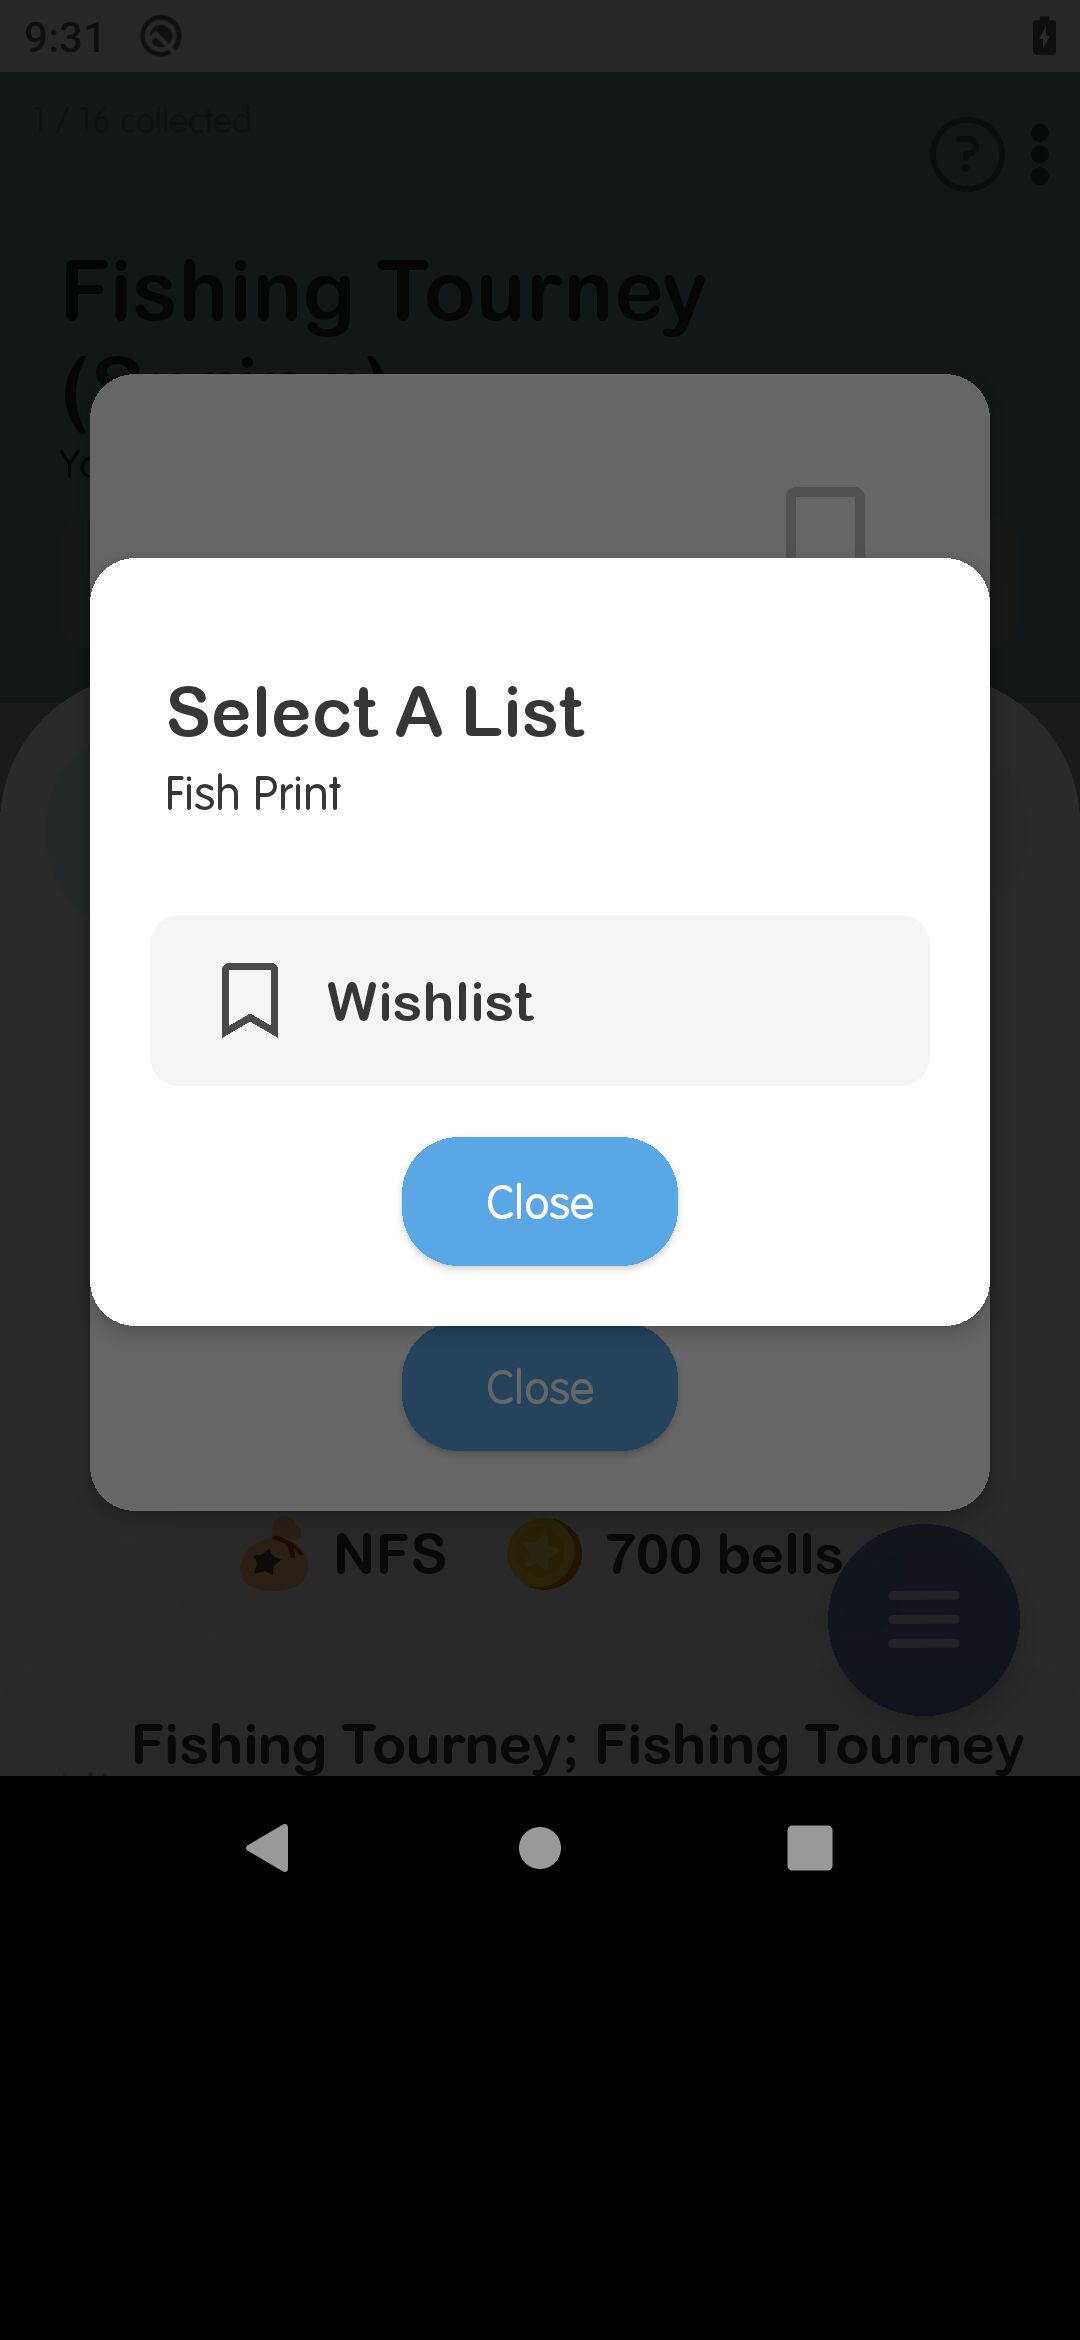 9:31
1 / 16 collected
?
Fishing Tourney
Select A List
Fish Print
Wishlist
Close
Close
NFS 700 bells
Fishing Tourney; Fishing Tourney